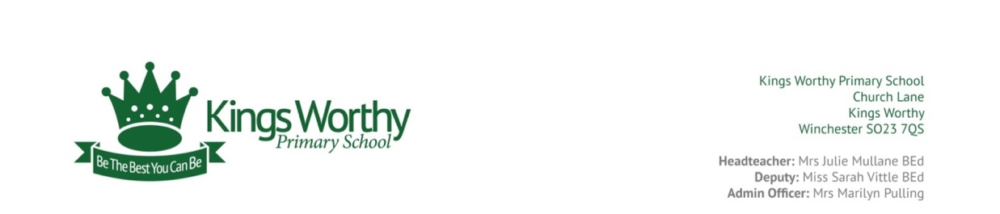 Kings Worthy
Primary School
Be The Best You Can Be
Kings Worthy Primary School
Church Lane
Kings Worthy
Winchester SO23 7QS
Headteacher: Mrs Julie Mullane BEd
Deputy: Miss Sarah Vittle BEd
Admin Officer: Mrs Marilyn Pulling